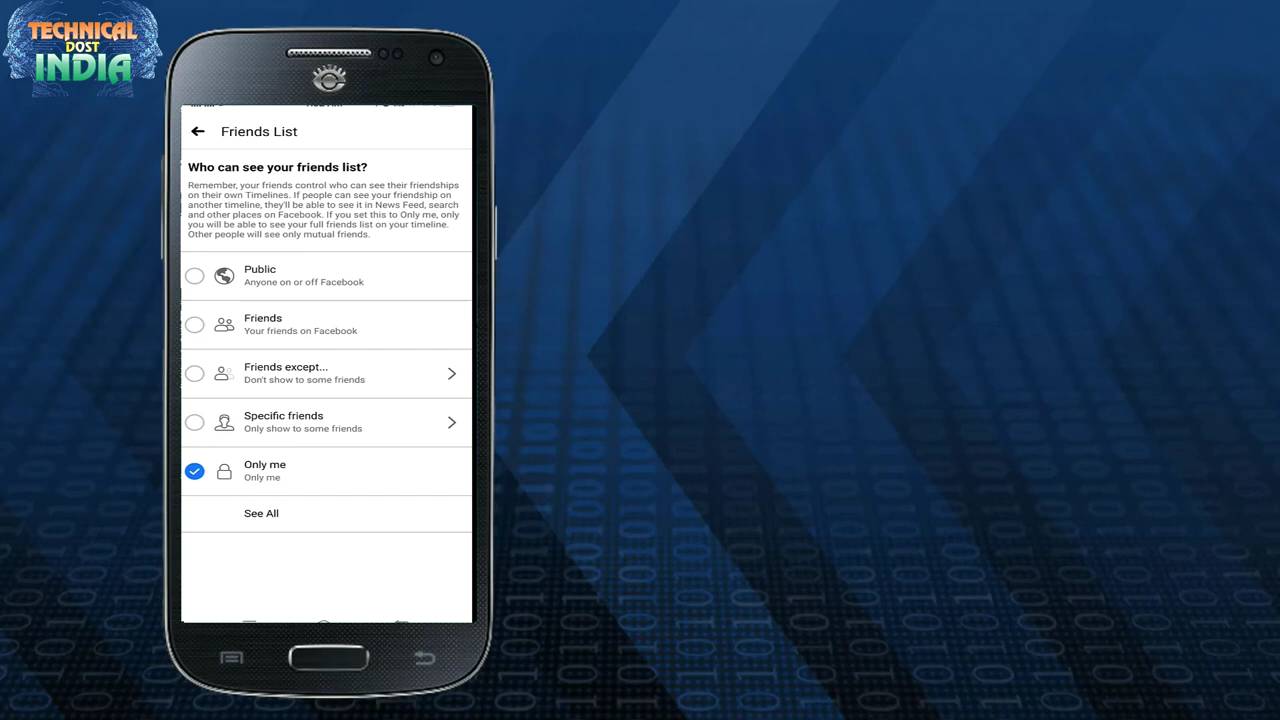 TECHNICAL
DOST
INDIA
Friends List
Who can see your friends list?
Remember, your friends control who can see their friendships
on their own Timelines. If people can see your friendship on
another timeline, they'll be able to see it in News Feed, search
and other places on Facebook. If you set this to Only me, only
you will be able to see your full friends list on your timeline.
Other people will see only mutual friends.
Public
Anyone on or off Facebook
Friends
Your friends on Facebook
Friends except...
Don't show to some friends
Specific friends
Only show to some friends
Only me
Only me
See All